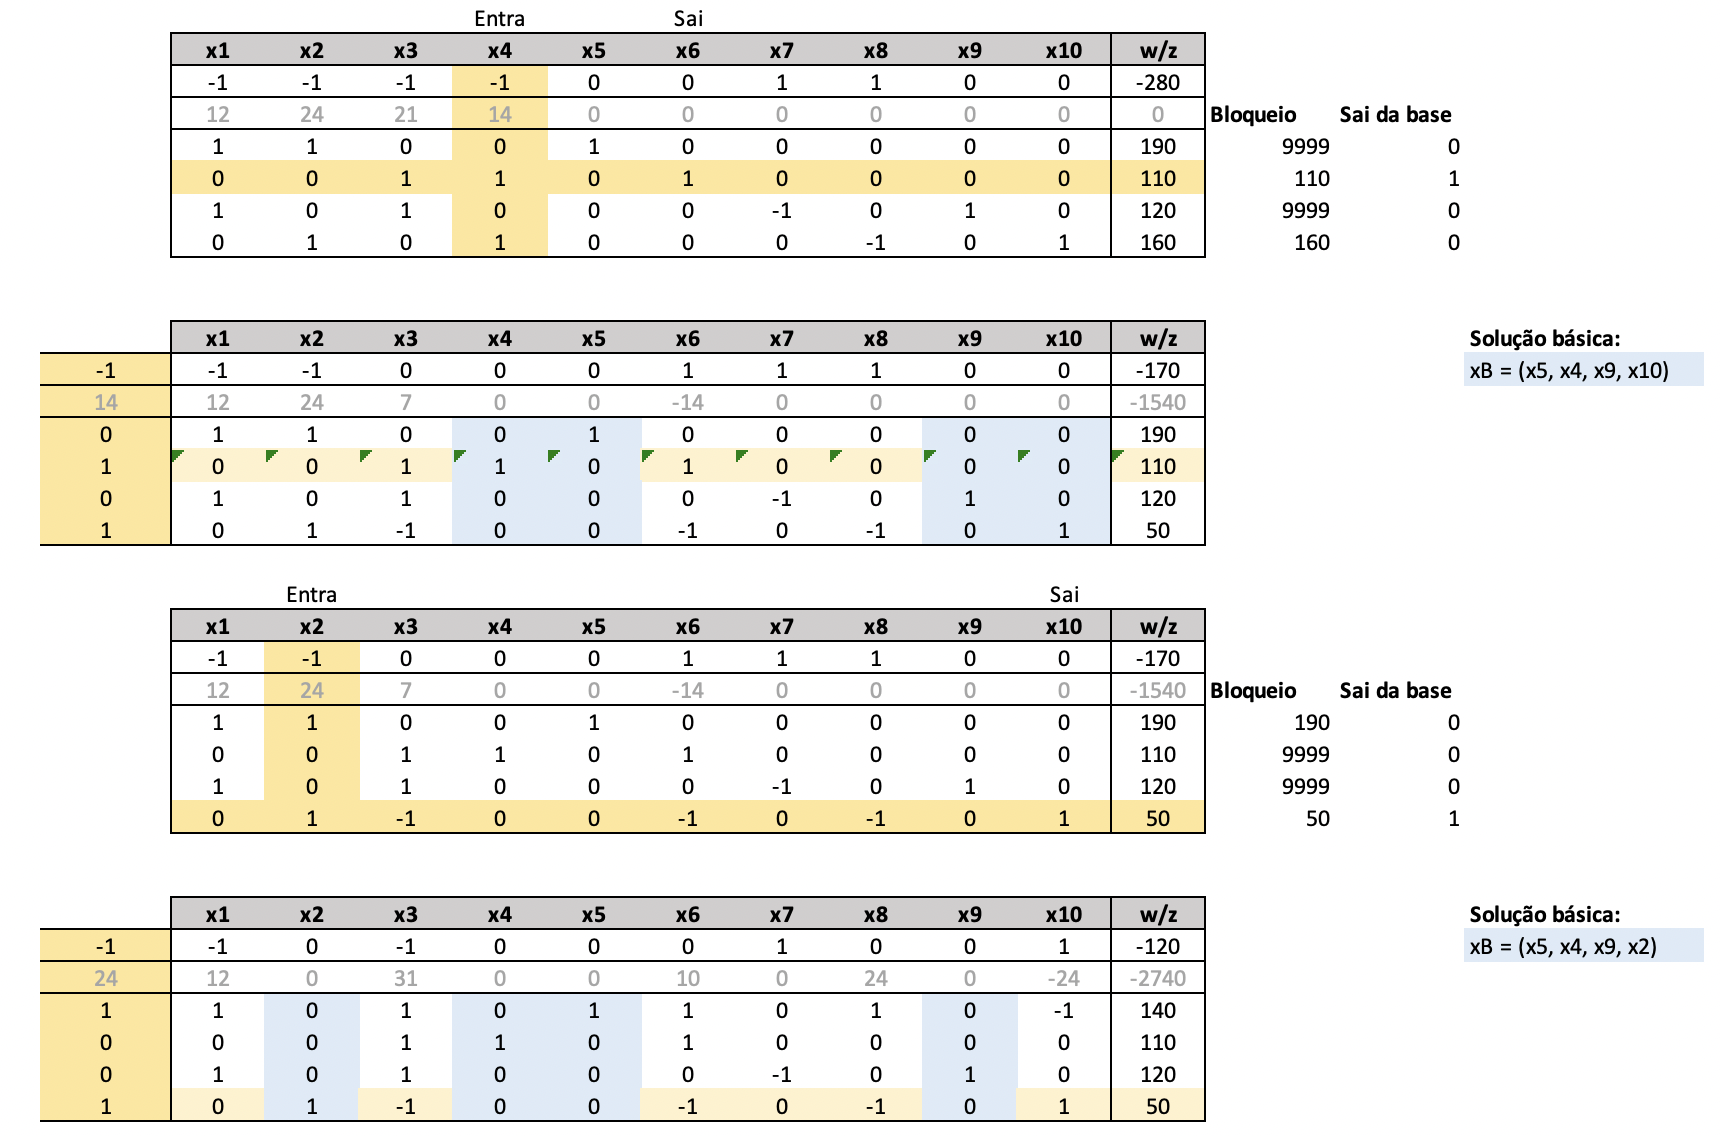 Entra Sai
x1 x2 x3 x4 x5 x6 x7 x8 x9 x10 w/z
-1 -1 -1 -1 0 0 1 1 0 0 -280
12 24 21 14 0 0 0 0 0 0 0 Bloqueio Sai da base
1 1 0 0 1 0 0 0 0 0 190 9999 0
0 0 1 1 0 1 0 0 0 0 110 110 1
1 0 1 0 0 0 -1 0 1 0 120 9999 0
0 1 0 1 0 0 0 -1 0 1 160 160 0
x1 x2 x3 x4 x5 x6 x7 x8 x9 x10 w/z Solução básica:
-1 -1 -1 0 0 0 1 1 1 0 0 -170 xB = (x5, x4, x9, x10)
14 12 24 7 0 0 -14 0 0 0 0 -1540
0 1 1 0 0 1 0 0 0 0 0 190
1 0 0 1 1 0 1 0 0 0 0 110
0 1 0 1 0 0 0 -1 0 1 0 120
1 0 1 -1 0 0 -1 0 -1 0 1 50
Entra Sai
x1 x2 x3 x4 x5 x6 x7 x8 x9 x10 w/z
-1 -1 0 0 0 1 1 1 0 0 -170
12 24 7 0 0 -14 0 0 0 0 -1540 Bloqueio Sai da base
1 1 0 0 1 0 0 0 0 0 190 190 0
0 0 1 1 0 1 0 0 0 0 110 9999 0
1 0 1 0 0 0 -1 0 1 0 120 9999 0
0 1 -1 0 0 -1 0 -1 0 1 50 50 1
x1 x2 x3 x4 x5 x6 x7 x8 x9 x10 w/z Solução básica:
-1 -1 0 -1 0 0 0 1 0 0 1 -120 xB = (x5, x4, x9, x2)
24 12 0 31 0 0 10 0 24 0 -24 -2740
1 1 0 1 0 1 1 0 1 0 -1 140
0 0 0 1 1 0 1 0 0 0 0 110
0 1 0 1 0 0 0 -1 0 1 0 120
1 0 1 -1 0 0 -1 0 -1 0 1 50